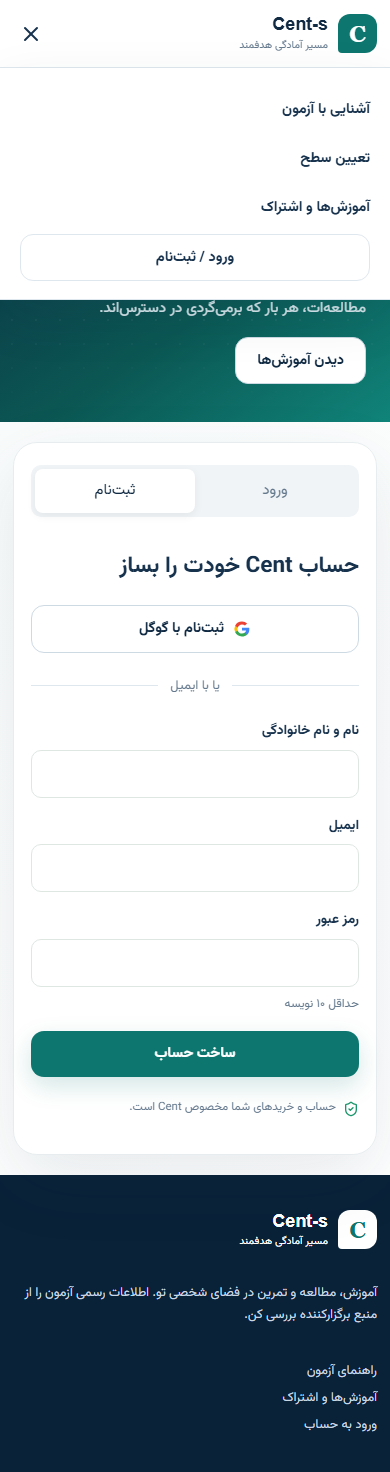 Cent-s
مسیر آمادگی هدفمند
C
آشنایی با آزمون
تعیین سطح
آموزش‌ها و اشتراک
ورود / ثبت‌نام
مطالعه‌ات، هر بار که برمی‌گردی در دسترس‌اند.
دیدن آموزش‌ها
ورود
ثبت‌نام
حساب Cent خودت را بساز
ثبت‌نام با گوگل
یا با ایمیل
نام و نام خانوادگی
ایمیل
رمز عبور
حداقل ۱۰ نویسه
ساخت حساب
حساب و خریدهای شما مخصوص Cent است.
Cent-s
مسیر آمادگی هدفمند
C
آموزش، مطالعه و تمرین در فضای شخصی تو. اطلاعات رسمی آزمون را از
منبع برگزارکننده بررسی کن.
راهنمای آزمون
آموزش‌ها و اشتراک
ورود به حساب